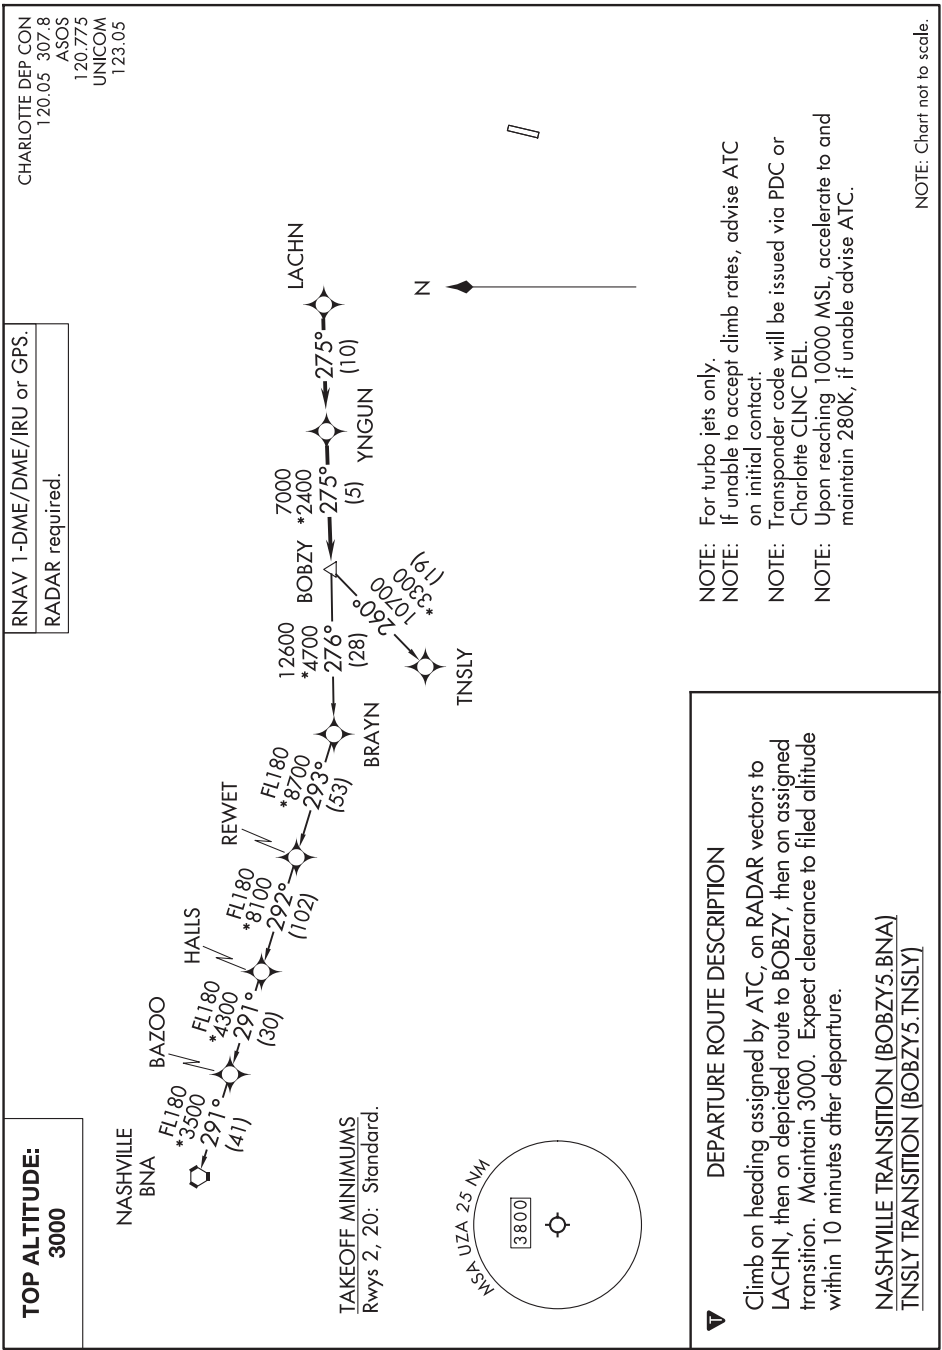 TOP ALTITUDE:
3000
RNAV 1-DME/DME/IRU or GPS.
RADAR required.
CHARLOTTE DEP CON
120.05 307.8
ASOS
120.775
UNICOM
123.05
NASHVILLE
BNA
FL180
*3500
291°
(41)
BAZOO
FL180
*4300
291°
(30)
HALLS
FL180
*8100
292°
(102)
REWET
FL180
*8700
293°
(53)
BRAYN
12600
*4700
276°
(28)
BOBZY
7000
*2400
275°
(5)
YNGUN
275°
(10)
LACHN
260°
10700
*3300
(19)
TNSLY
N
TAKEOFF MINIMUMS
Rwys 2, 20: Standard.
MSA UZA 25 NM
3800
NOTE: For turbo jets only.
NOTE: If unable to accept climb rates, advise ATC
on initial contact.
NOTE: Transponder code will be issued via PDC or
Charlotte CLNC DEL.
NOTE: Upon reaching 10000 MSL, accelerate to and
maintain 280K, if unable advise ATC.
NOTE: Chart not to scale.
T
DEPARTURE ROUTE DESCRIPTION
Climb on heading assigned by ATC, on RADAR vectors to
LACHN, then on depicted route to BOBZY, then on assigned
transition. Maintain 3000. Expect clearance to filed altitude
within 10 minutes after departure.
NASHVILLE TRANSITION (BOBZY5.BNA)
TNSLY TRANSITION (BOBZY5.TNSLY)